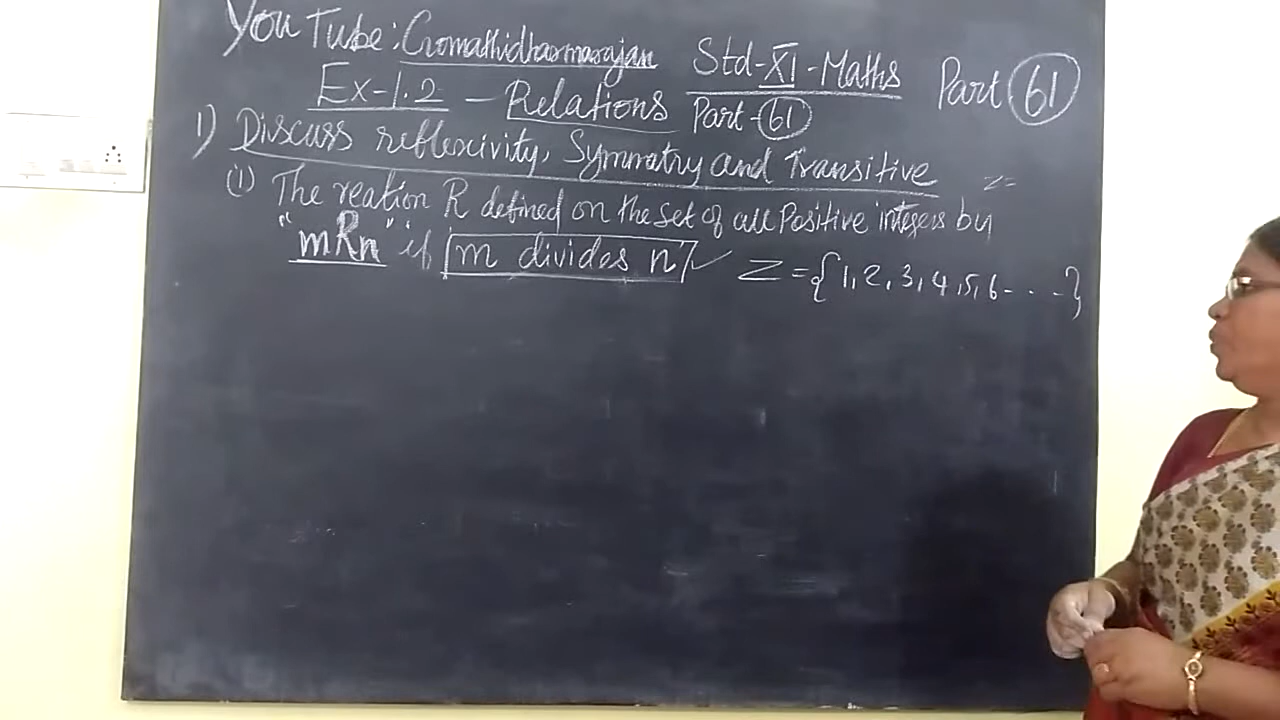 YouTube: Gomathidharmarajan Std-XI-Maths Part 61
Ex-1.2 - Relations Part-61
1) Discuss reflexivity, Symmatry and Transitive
(i) The reation R defined on the set of all Positive integers by z=
"mRn" if m divides n ✓ Z = {1, 2, 3, 4, 5, 6 - - - -}